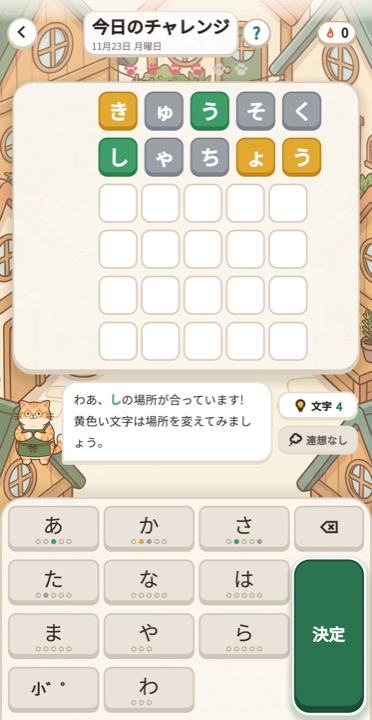 今日のチャレンジ
11月23日 月曜日
?
0
きゅうそく
しゃちょう
わあ、しの場所が合っています!
黄色い文字は場所を変えてみまし
ょう。
文字 4
連想なし
あ か さ
た な は
ま や ら
小゛゜ わ
決定